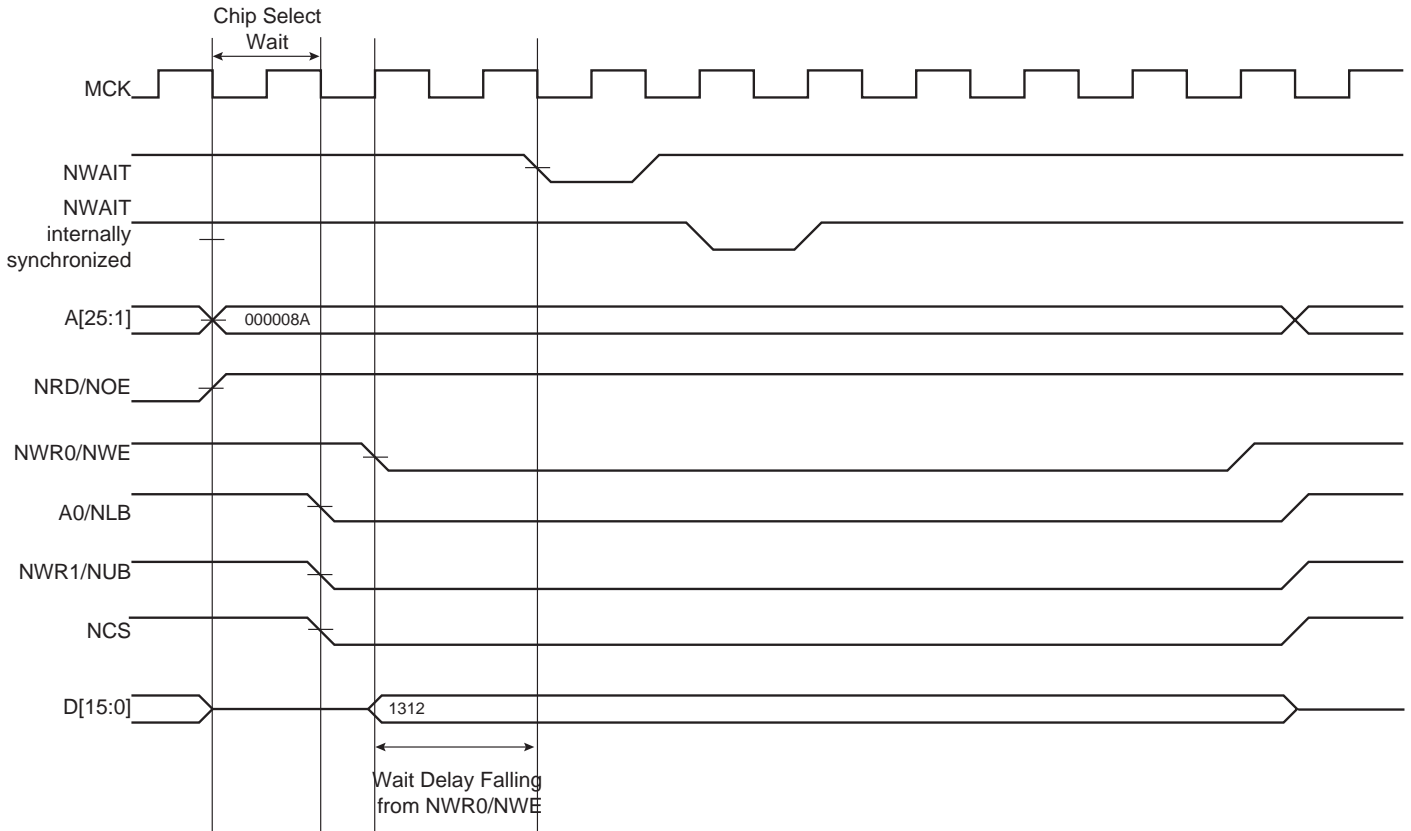 Chip Select
Wait
MCK
NWAIT
NWAIT
internally
synchronized
A[25:1]
000008A
NRD/NOE
NWR0/NWE
A0/NLB
NWR1/NUB
NCS
D[15:0]
1312
Wait Delay Falling
from NWR0/NWE